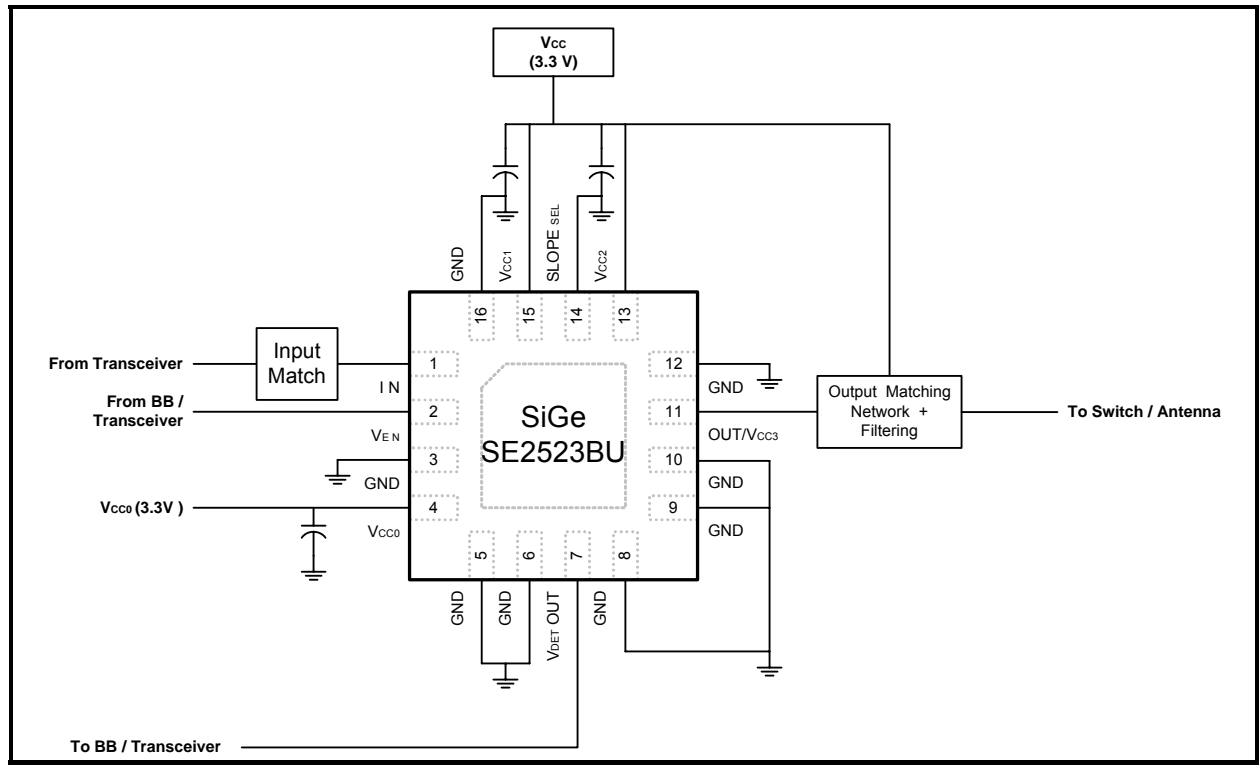 Vcc
(3.3 V)
GND
VCC1
SLOPE SEL
VCC2
16
15
14
13
From Transceiver
Input
Match
1
I N
From BB /
Transceiver
2
VE N
3
GND
Vcc0 (3.3V )
4
VCC0
SiGe
SE2523BU
12
GND
11
OUT/VCC3
10
GND
9
GND
Output Matching
Network +
Filtering
To Switch / Antenna
5
6
7
8
GND
GND
VDET OUT
GND
To BB / Transceiver